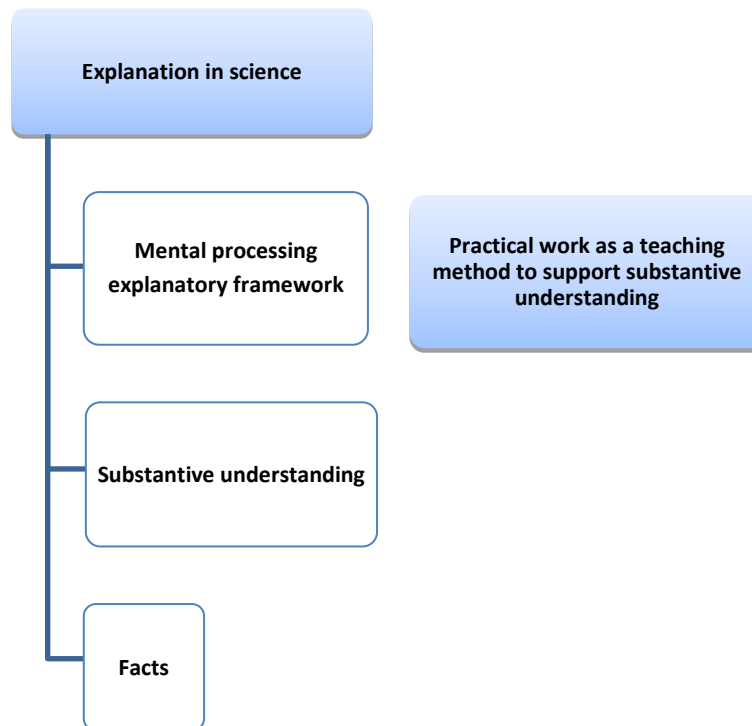 Explanation in science
Mental processing
explanatory framework
Practical work as a teaching
method to support substantive
understanding
Substantive understanding
Facts